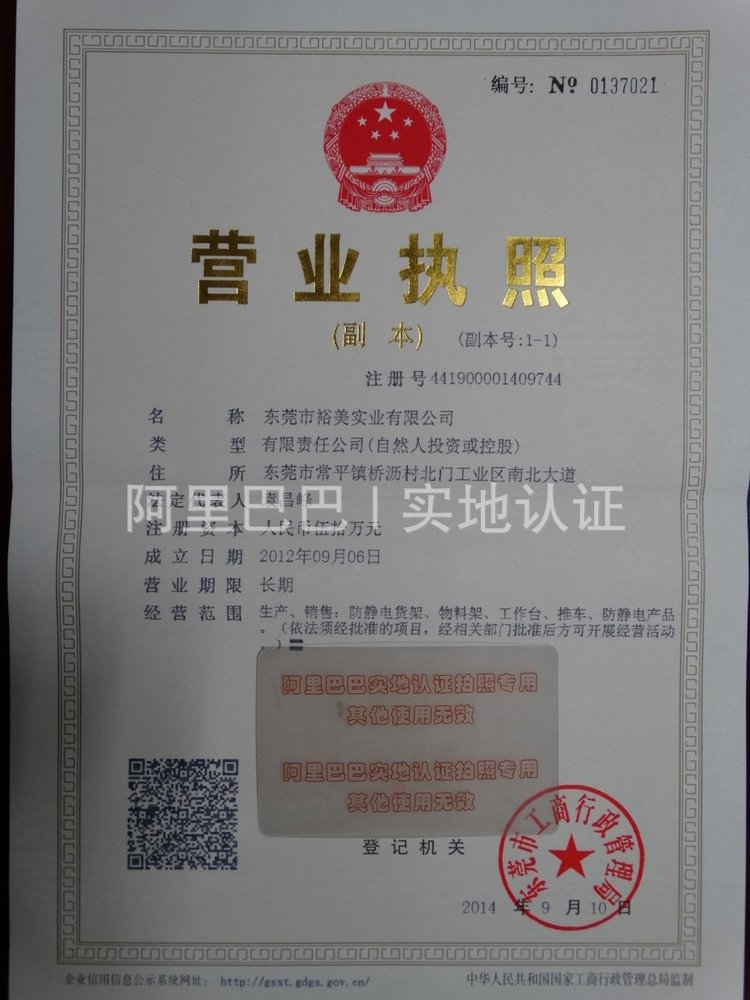 编号: № 0137021
营业执照
(副 本) (副本号:1-1)
注册号 441900001409744
名 称 东莞市裕美实业有限公司
类 型 有限责任公司(自然人投资或控股)
住 所 东莞市常平镇桥沥村北门工业区南北大道
法定代表人 昌峰
阿里巴巴 | 实地认证
注册资本 人民币伍拾万元
成立日期 2012年09月06日
营业期限 长期
经营范围 生产、销售：防静电货架、物料架、工作台、推车、防静电产品
。（依法须经批准的项目，经相关部门批准后方可开展经营活动
。）〓
阿里巴巴实地认证拍照专用
其他使用无效
阿里巴巴实地认证拍照专用
其他使用无效
登记机关
东莞市工商行政管理局
2014 年 9 月 10 日
企业信用信息公示系统网址: http://gsxt.gdgs.gov.cn/ 中华人民共和国国家工商行政管理总局监制